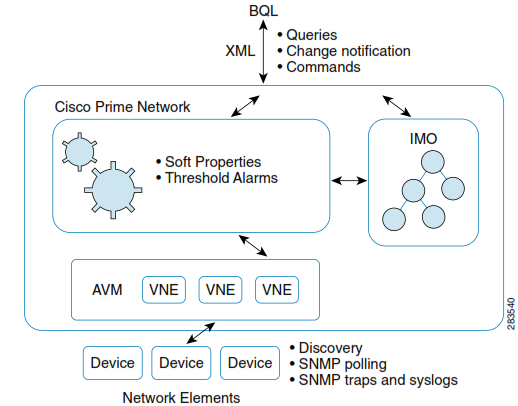 BQL
XML
• Queries
• Change notification
• Commands
Cisco Prime Network
• Soft Properties
• Threshold Alarms
IMO
AVM
VNE
VNE
VNE
Device
Device
Device
• Discovery
• SNMP polling
• SNMP traps and syslogs
Network Elements
283540